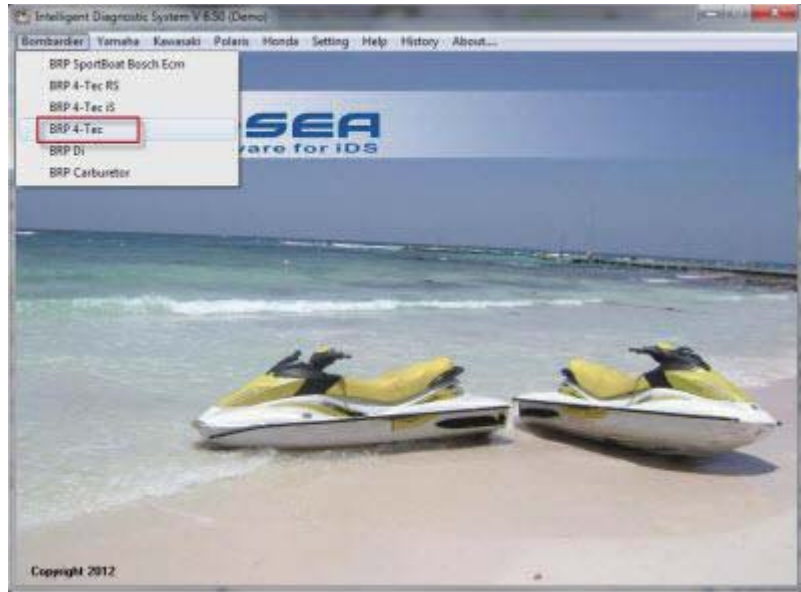 Intelligent Diagnostic System V 6.50 (Demo)
Bombardier Yamaha Kawasaki Polaris Honda Setting Help History About....
BRP SportBoat Bosch Ecm
BRP 4-Tec RS
BRP 4-Tec iS
BRP 4-Tec
BRP Di
BRP Carburetor
SEA
are for iDS
Copyright 2012